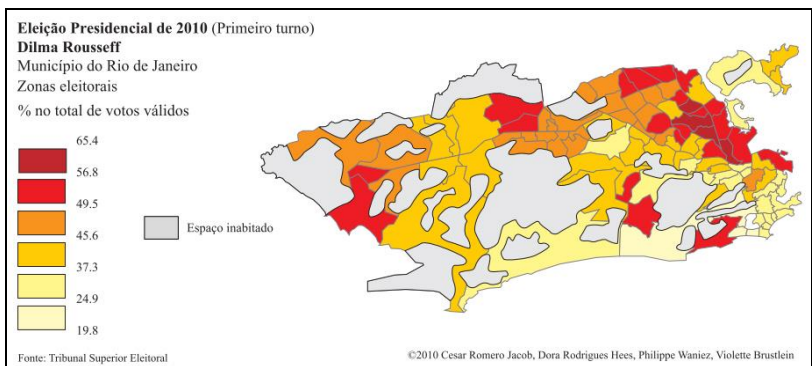 Eleição Presidencial de 2010 (Primeiro turno)
Dilma Rousseff
Município do Rio de Janeiro
Zonas eleitorais
% no total de votos válidos
65.4
56.8
49.5
45.6
37.3
24.9
19.8
Espaço inabitado
Fonte: Tribunal Superior Eleitoral
©2010 Cesar Romero Jacob, Dora Rodrigues Hees, Philippe Waniez, Violette Brustlein